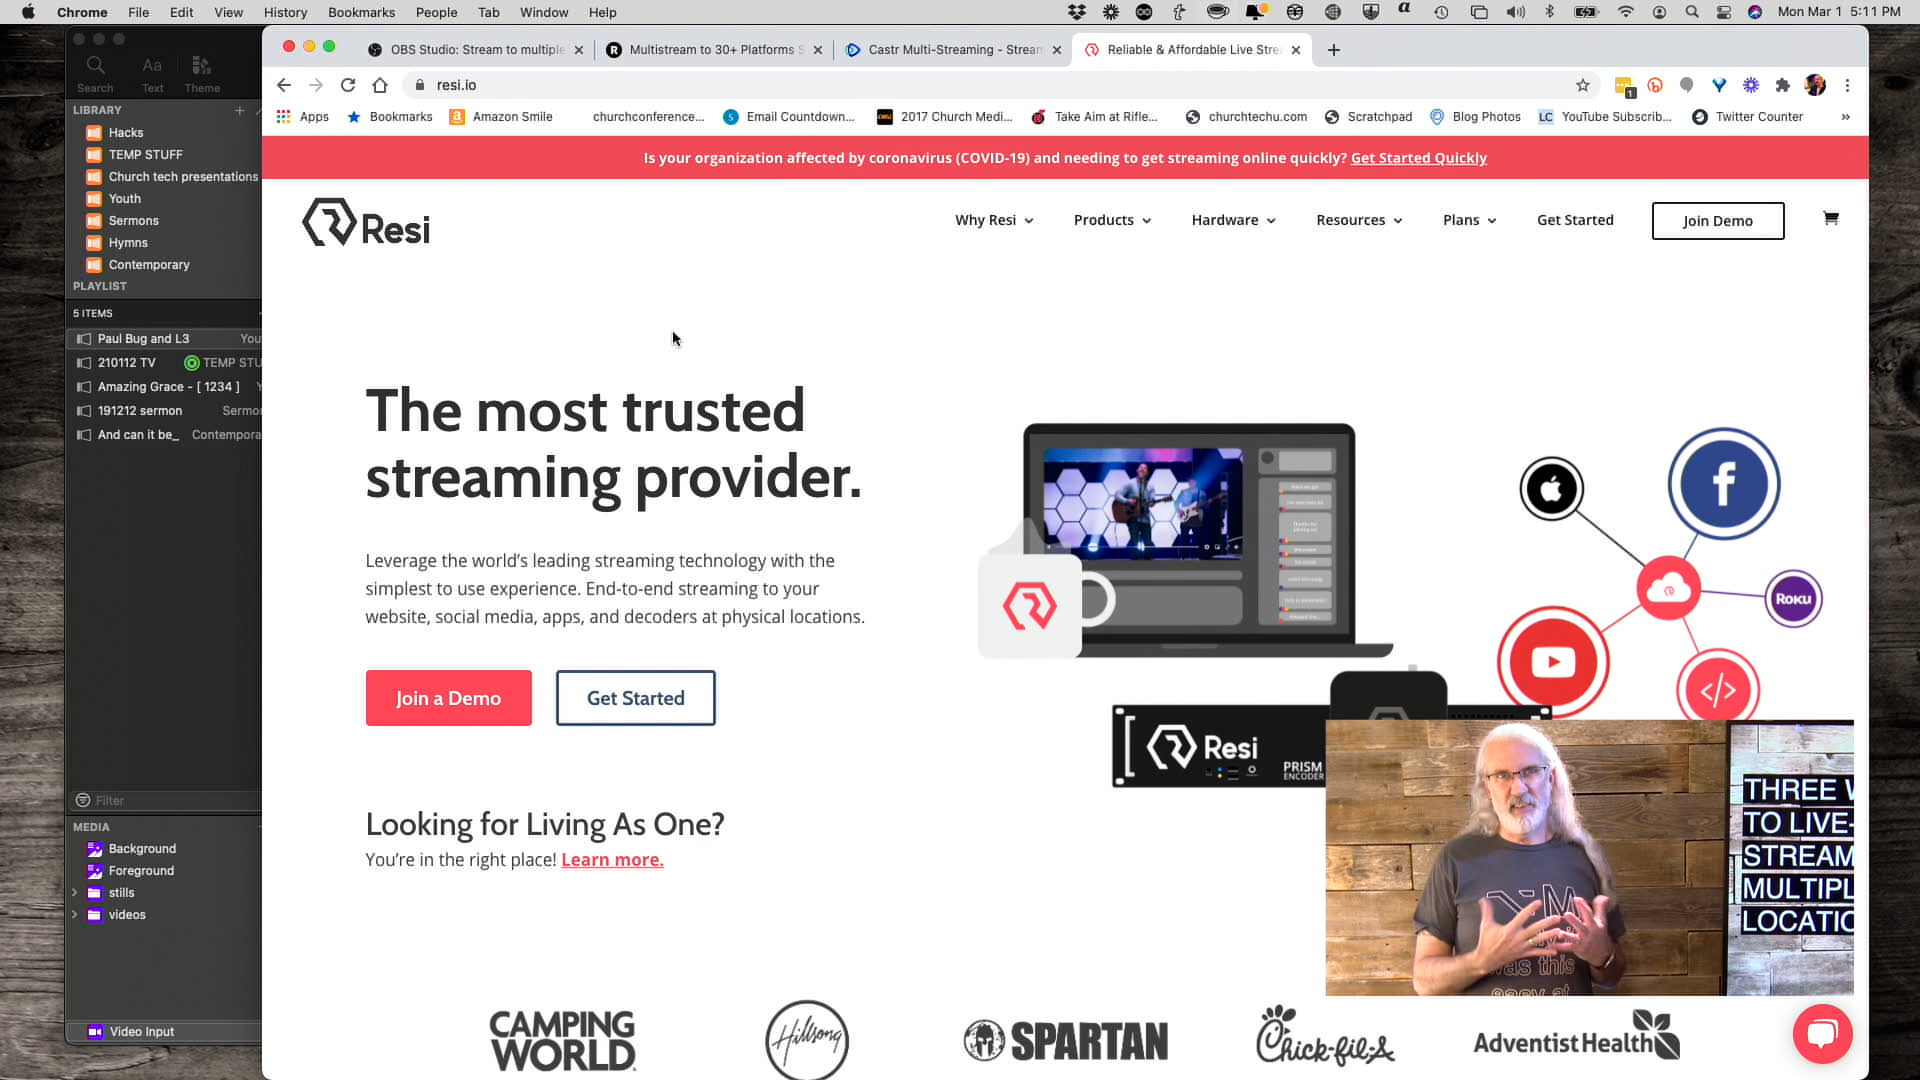 Chrome File Edit View History Bookmarks People Tab Window Help
Mon Mar 1 5:11 PM
OBS Studio: Stream to multiple
Multistream to 30+ Platforms S
Castr Multi-Streaming - Stream
Reliable & Affordable Live Stre
Search Text Theme
resi.io
Apps Bookmarks Amazon Smile churchconference... Email Countdown... 2017 Church Medi... Take Aim at Rifle... churchtechu.com Scratchpad Blog Photos LC YouTube Subscrib... Twitter Counter »
LIBRARY
Hacks
TEMP STUFF
Church tech presentations
Youth
Sermons
Hymns
Contemporary
PLAYLIST
5 ITEMS
Paul Bug and L3 You
210112 TV TEMP STU
Amazing Grace - [ 1234 ] Y
191212 sermon Sermo
And can it be_ Contempora
Filter
MEDIA
Background
Foreground
stills
videos
Video Input
Is your organization affected by coronavirus (COVID-19) and needing to get streaming online quickly? Get Started Quickly
Resi
Why Resi Products Hardware Resources Plans Get Started Join Demo
The most trusted
streaming provider.
Leverage the world's leading streaming technology with the
simplest to use experience. End-to-end streaming to your
website, social media, apps, and decoders at physical locations.
Join a Demo Get Started
Looking for Living As One?
You're in the right place! Learn more.
ROKU
</>
Resi
PRISM
ENCODER
THREE W
TO LIVE-
STREAM
MULTIPL
LOCATIO
was this
easy at
CAMPING
WORLD
Hillsong
SPARTAN
Chick-fil-A
AdventistHealth